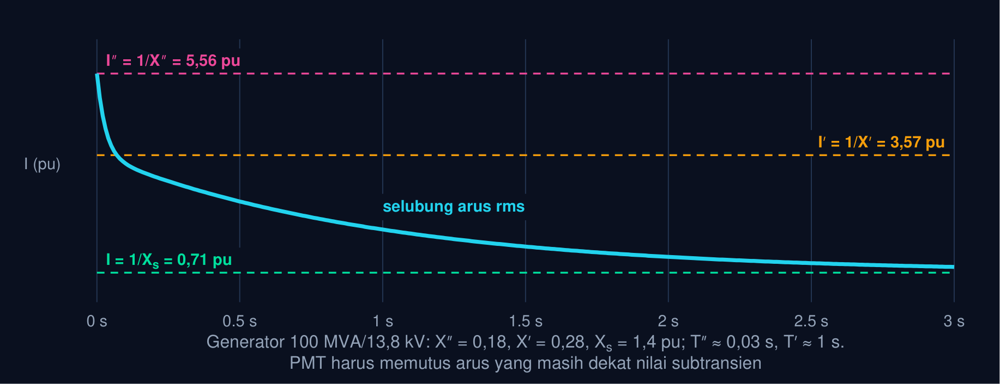 I″ = 1/X″ = 5,56 pu
I′ = 1/X′ = 3,57 pu
I (pu)
selubung arus rms
I = 1/Xₛ = 0,71 pu
0 s 0.5 s 1 s 1.5 s 2 s 2.5 s 3 s
Generator 100 MVA/13,8 kV: X″ = 0,18, X′ = 0,28, Xₛ = 1,4 pu; T″ ≈ 0,03 s, T′ ≈ 1 s.
PMT harus memutus arus yang masih dekat nilai subtransien